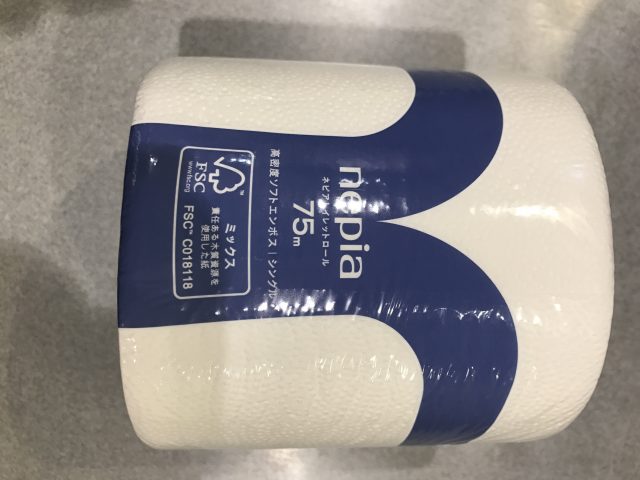 nepia
ネピアトイレットロール
75m
高密度ソフトエンボス|シングル
FSC
www.fsc.org
ミックス
責任ある木質資源を
使用した紙
FSC™ C018118